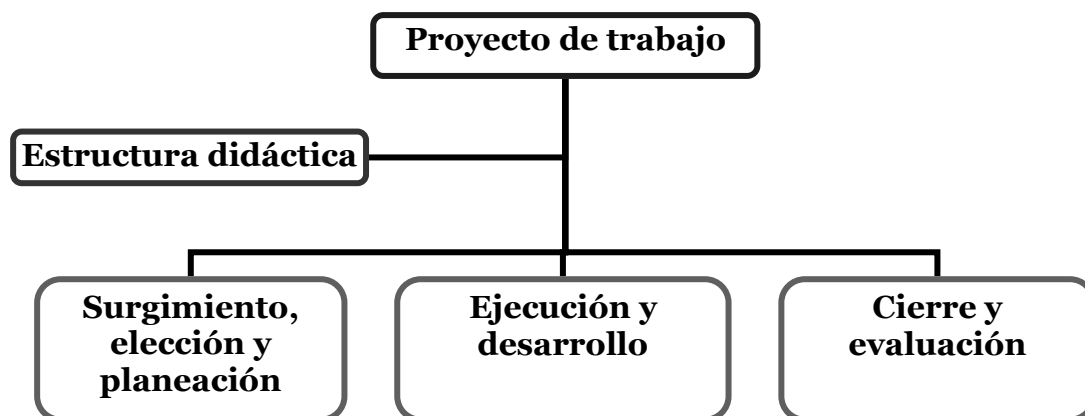 Proyecto de trabajo
Estructura didáctica
Surgimiento,
elección y
planeación
Ejecución y
desarrollo
Cierre y
evaluación